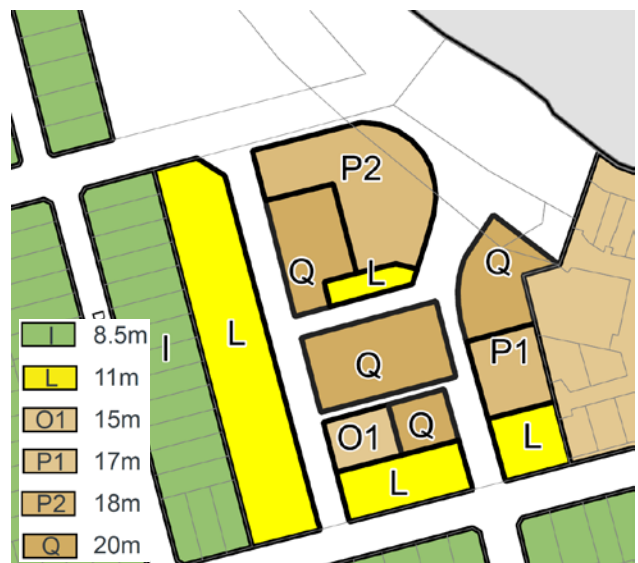 P2
Q
L
Q
L
I
Q
P1
O1
Q
L
L
I 8.5m
L 11m
O1 15m
P1 17m
P2 18m
Q 20m